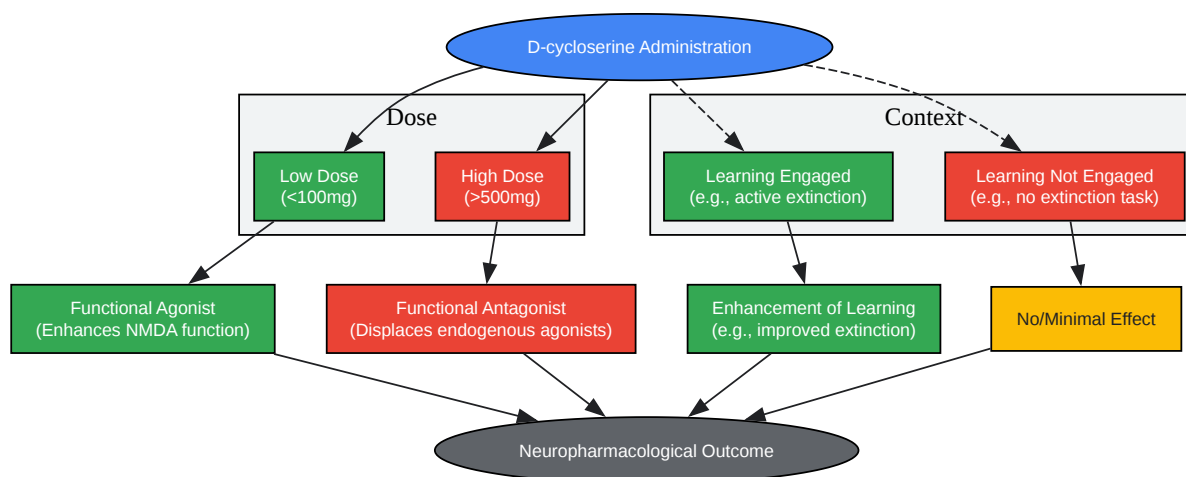 D-cycloserine Administration
Dose
Context
Low Dose
(<100mg)
High Dose
(>500mg)
Learning Engaged
(e.g., active extinction)
Learning Not Engaged
(e.g., no extinction task)
Functional Agonist
(Enhances NMDA function)
Functional Antagonist
(Displaces endogenous agonists)
Enhancement of Learning
(e.g., improved extinction)
No/Minimal Effect
Neuropharmacological Outcome